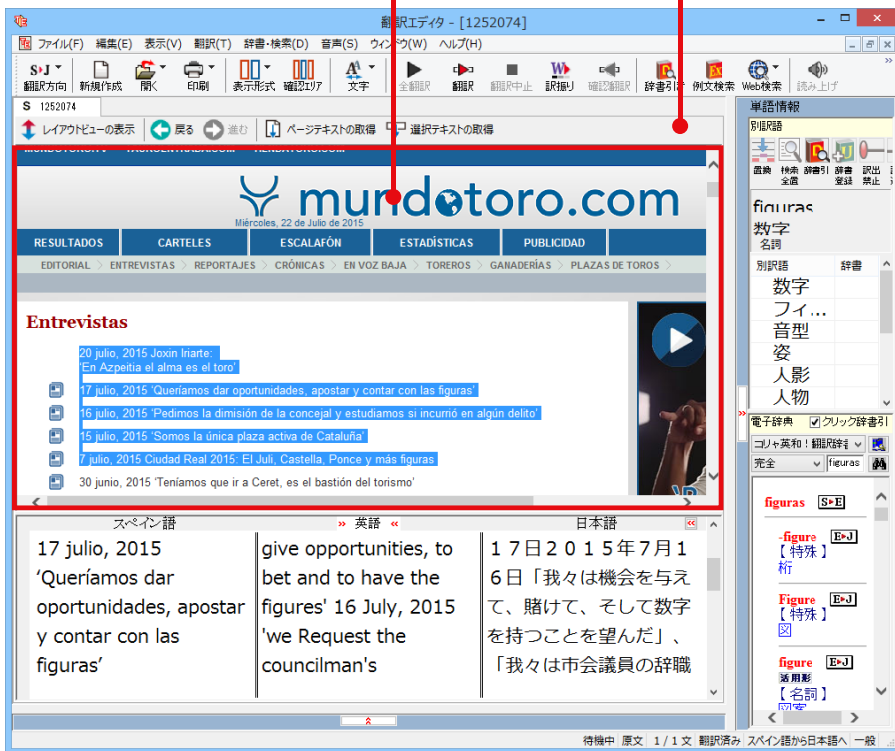 翻訳エディタ - [1252074]
ファイル(F) 編集(E) 表示(V) 翻訳(T) 辞書・検索(D) 音声(S) ウィンドウ(W) ヘルプ(H)
S▸J
翻訳方向 新規作成 開く 印刷 表示形式 確認エリア 文字 全翻訳 翻訳 翻訳中止 訳振り 確認翻訳 辞書引き 例文検索 Web検索 読み上げ
S 1252074
レイアウトビューの表示 戻る 進む ページテキストの取得 選択テキストの取得
mundotoro.com
Miércoles, 22 de Julio de 2015
RESULTADOS CARTELES ESCALAFÓN ESTADÍSTICAS PUBLICIDAD
EDITORIAL > ENTREVISTAS > REPORTAJES > CRÓNICAS > EN VOZ BAJA > TOREROS > GANADERÍAS > PLAZAS DE TOROS >
Entrevistas
20 julio, 2015 Joxin Iriarte:
'En Azpeitia el alma es el toro'
17 julio, 2015 'Queríamos dar oportunidades, apostar y contar con las figuras'
16 julio, 2015 'Pedimos la dimisión de la concejal y estudiamos si incurrió en algún delito'
15 julio, 2015 'Somos la única plaza activa de Cataluña'
7 julio, 2015 Ciudad Real 2015: El Juli, Castella, Ponce y más figuras
30 junio, 2015 'Teníamos que ir a Ceret, es el bastión del torismo'
スペイン語
17 julio, 2015
‘Queríamos dar
oportunidades, apostar
y contar con las
figuras’
» 英語 «
give opportunities, to
bet and to have the
figures' 16 July, 2015
'we Request the
councilman's
日本語 «
17日2015年7月1
6日「我々は機会を与え
て、賭けて、そして数字
を持つことを望んだ」、
「我々は市会議員の辞職
単語情報
別訳語
置換 検索全置 辞書引 辞書登録 訳出禁止
figuras
数字
名詞
別訳語 辞書
数字
フィ...
音型
姿
人影
人物
電子辞典 クリック辞書引
コリャ英和！翻訳辞
完全 figuras
figuras S▸E
-figure E▸J
【特殊】
桁
Figure E▸J
【特殊】
図
figure E▸J
活用形
【名詞】
図案
待機中 原文 1/1文 翻訳済み スペイン語から日本語へ 一般